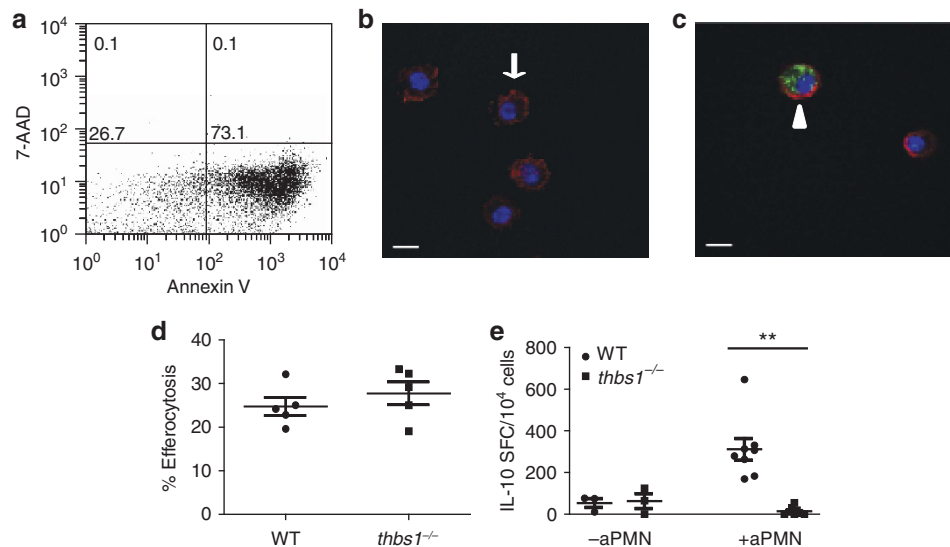 a
10⁴
10³
10²
10¹
10⁰
7-AAD
0.1
0.1
26.7
73.1
10⁰
10¹
10²
10³
10⁴
Annexin V
b
c
d
40
30
20
10
0
% Efferocytosis
WT
thbs1⁻/⁻
e
800
600
400
200
0
IL-10 SFC/10⁴ cells
WT
thbs1⁻/⁻
**
–aPMN
+aPMN